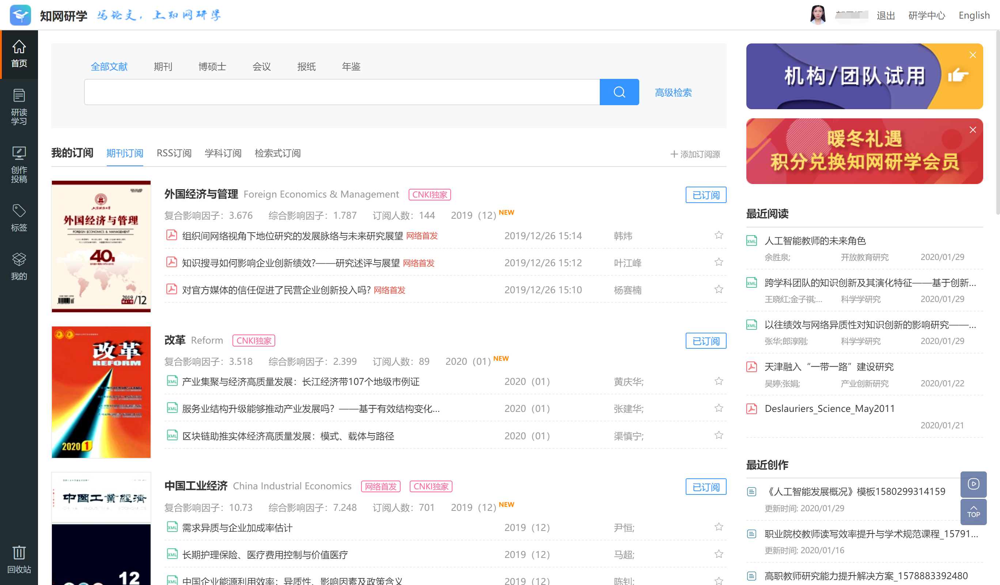 知网研学 写论文，上知网研学
退出 研学中心 English
首页
研读
学习
创作
投稿
标签
我的
回收站
全部文献 期刊 博硕士 会议 报纸 年鉴
高级检索
我的订阅 期刊订阅 RSS订阅 学科订阅 检索式订阅 添加订阅源
外国经济与管理
FOREIGN ECONOMICS & MANAGEMENT
40
2019
第41卷
/12
外国经济与管理 Foreign Economics & Management CNKI独家 已订阅
复合影响因子：3.676 综合影响因子：1.787 订阅人数：144 2019（12）NEW
组织间网络视角下地位研究的发展脉络与未来研究展望 网络首发 2019/12/26 15:14 韩炜
知识搜寻如何影响企业创新绩效?——研究述评与展望 网络首发 2019/12/26 15:12 叶江峰
对官方媒体的信任促进了民营企业创新投入吗? 网络首发 2019/12/26 15:10 杨赛楠
改革
REFORM
2020 1
改革 Reform CNKI独家 已订阅
复合影响因子：3.518 综合影响因子：2.399 订阅人数：89 2020（01）NEW
XML 产业集聚与经济高质量发展：长江经济带107个地级市例证 2020（01） 黄庆华;
XML 服务业结构升级能够推动产业发展吗？——基于有效结构变化... 2020（01） 张建华;
XML 区块链助推实体经济高质量发展：模式、载体与路径 2020（01） 渠慎宁;
中國工業經濟
CHINA INDUSTRIAL ECONOMICS
12
中国工业经济 China Industrial Economics 网络首发 CNKI独家 已订阅
复合影响因子：10.73 综合影响因子：7.248 订阅人数：701 2019（12）NEW
XML 需求异质与企业加成率估计 2019（12） 尹恒;
XML 长期护理保险、医疗费用控制与价值医疗 2019（12） 马超;
XML 中国企业能源利用效率：异质性、影响因素及政策含义 2019（12） 陈钊;
机构/团队试用
暖冬礼遇
积分兑换知网研学会员
最近阅读
XML 人工智能教师的未来角色
余胜泉; 开放教育研究 2020/01/29
XML 跨学科团队的知识创新及其演化特征——基于创新...
王晓红;金子祺;... 科学学研究 2020/01/29
XML 以往绩效与网络异质性对知识创新的影响研究——...
张华;郎淳刚; 科学学研究 2020/01/29
天津融入“一带一路”建设研究
吴婷;张娟; 产业创新研究 2020/01/22
Deslauriers_Science_May2011
2020/01/21
最近创作
《人工智能发展概况》模板1580299314159
更新时间: 2020/01/29
职业院校教师读写效率提升与学术规范课程_15791...
更新时间: 2020/01/16
高职教师研究能力提升解决方案_1578883392480
TOP